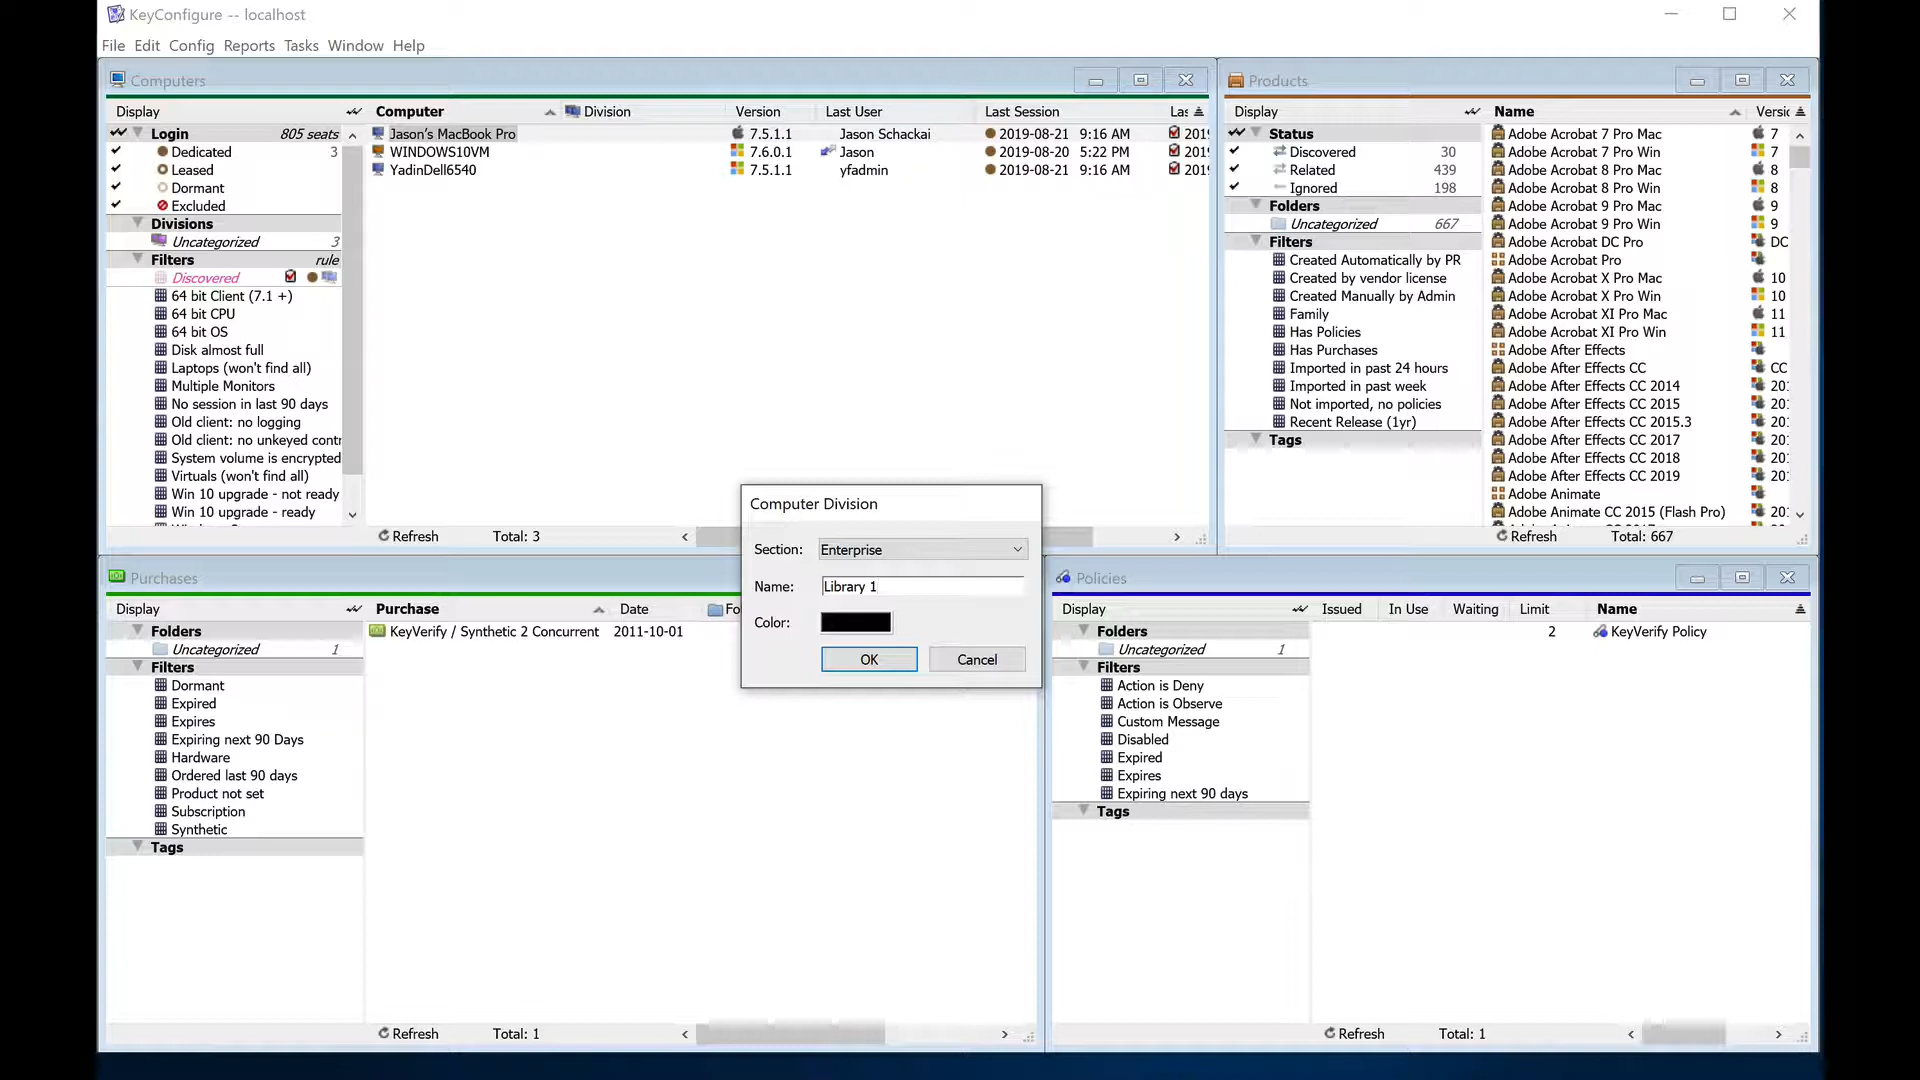 KeyConfigure -- localhost
File Edit Config Reports Tasks Window Help
Computers
Display
Login 805 seats
Dedicated 3
Leased
Dormant
Excluded
Divisions
Uncategorized 3
Filters rule
Discovered
64 bit Client (7.1 +)
64 bit CPU
64 bit OS
Disk almost full
Laptops (won't find all)
Multiple Monitors
No session in last 90 days
Old client: no logging
Old client: no unkeyed contr
System volume is encrypted
Virtuals (won't find all)
Win 10 upgrade - not ready
Win 10 upgrade - ready
Computer Division Version Last User Last Session Las
Jason's MacBook Pro 7.5.1.1 Jason Schackai 2019-08-21 9:16 AM 2019
WINDOWS10VM 7.6.0.1 Jason 2019-08-20 5:22 PM 2019
YadinDell6540 7.5.1.1 yfadmin 2019-08-21 9:16 AM 2019
Refresh Total: 3
Products
Display
Status
Discovered 30
Related 439
Ignored 198
Folders
Uncategorized 667
Filters
Created Automatically by PR
Created by vendor license
Created Manually by Admin
Family
Has Policies
Has Purchases
Imported in past 24 hours
Imported in past week
Not imported, no policies
Recent Release (1yr)
Tags
Name Versic
Adobe Acrobat 7 Pro Mac 7
Adobe Acrobat 7 Pro Win 7
Adobe Acrobat 8 Pro Mac 8
Adobe Acrobat 8 Pro Win 8
Adobe Acrobat 9 Pro Mac 9
Adobe Acrobat 9 Pro Win 9
Adobe Acrobat DC Pro DC
Adobe Acrobat Pro
Adobe Acrobat X Pro Mac 10
Adobe Acrobat X Pro Win 10
Adobe Acrobat XI Pro Mac 11
Adobe Acrobat XI Pro Win 11
Adobe After Effects
Adobe After Effects CC CC
Adobe After Effects CC 2014 201
Adobe After Effects CC 2015 201
Adobe After Effects CC 2015.3 201
Adobe After Effects CC 2017 201
Adobe After Effects CC 2018 201
Adobe After Effects CC 2019 201
Adobe Animate
Adobe Animate CC 2015 (Flash Pro) 201
Refresh Total: 667
Computer Division
Section: Enterprise
Name: Library 1
Color:
OK Cancel
Purchases
Display
Folders
Uncategorized 1
Filters
Dormant
Expired
Expires
Expiring next 90 Days
Hardware
Ordered last 90 days
Product not set
Subscription
Synthetic
Tags
Purchase Date Fo
KeyVerify / Synthetic 2 Concurrent 2011-10-01
Refresh Total: 1
Policies
Display
Folders
Uncategorized 1
Filters
Action is Deny
Action is Observe
Custom Message
Disabled
Expired
Expires
Expiring next 90 days
Tags
Issued In Use Waiting Limit Name
2 KeyVerify Policy
Refresh Total: 1